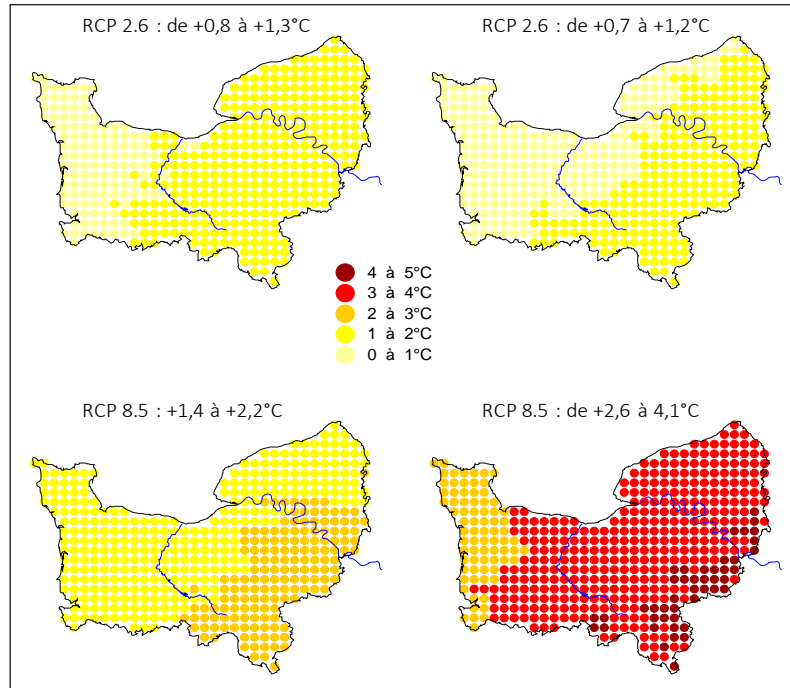 RCP 2.6 : de +0,8 à +1,3°C
RCP 2.6 : de +0,7 à +1,2°C
4 à 5°C
3 à 4°C
2 à 3°C
1 à 2°C
0 à 1°C
RCP 8.5 : +1,4 à +2,2°C
RCP 8.5 : de +2,6 à 4,1°C